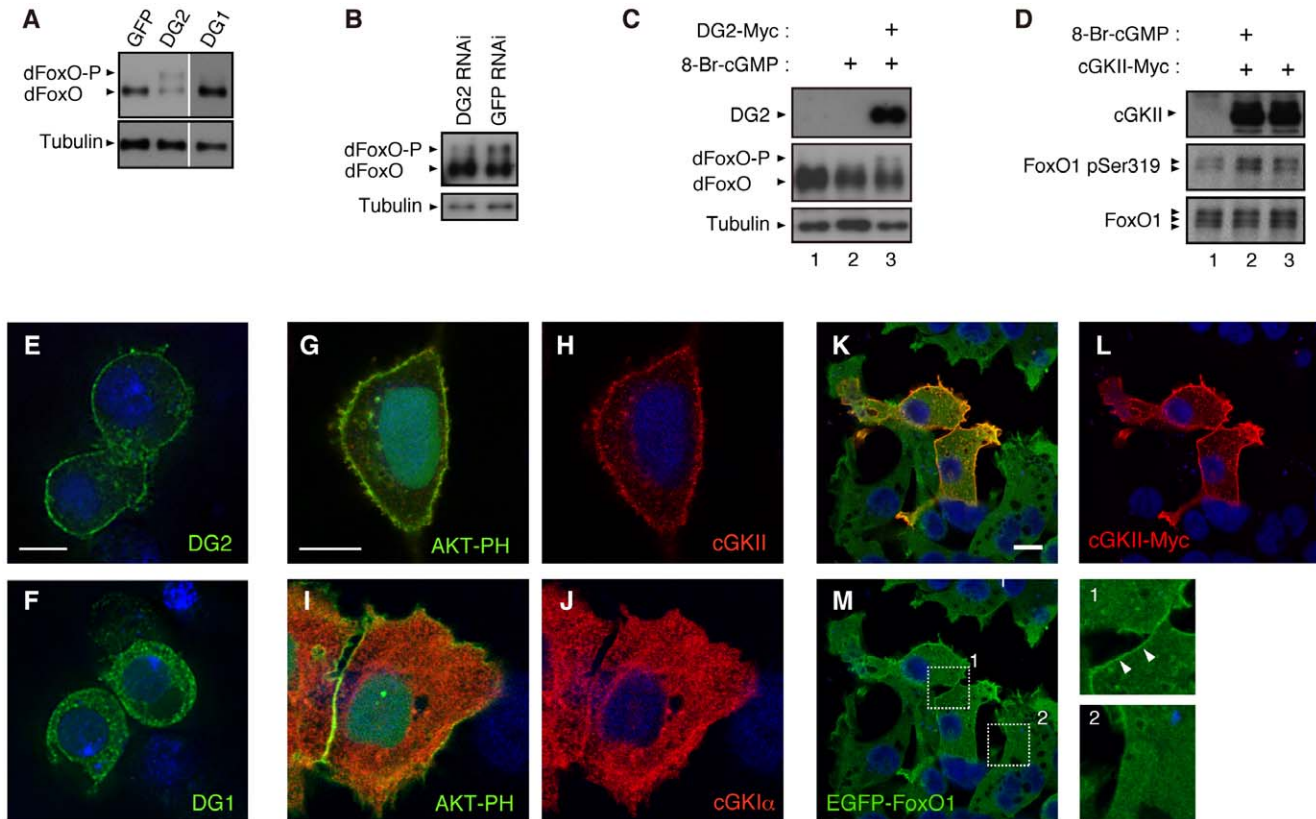 A
GFP
DG2
DG1
dFoxO-P
dFoxO
Tubulin
B
DG2 RNAi
GFP RNAi
dFoxO-P
dFoxO
Tubulin
C
DG2-Myc : +
8-Br-cGMP : + +
DG2
dFoxO-P
dFoxO
Tubulin
1 2 3
D
8-Br-cGMP : +
cGKII-Myc : + +
cGKII
FoxO1 pSer319
FoxO1
1 2 3
E
DG2
G
AKT-PH
H
cGKII
K
L
cGKII-Myc
F
DG1
I
AKT-PH
J
cGKIα
M
1
2
EGFP-FoxO1
1
2